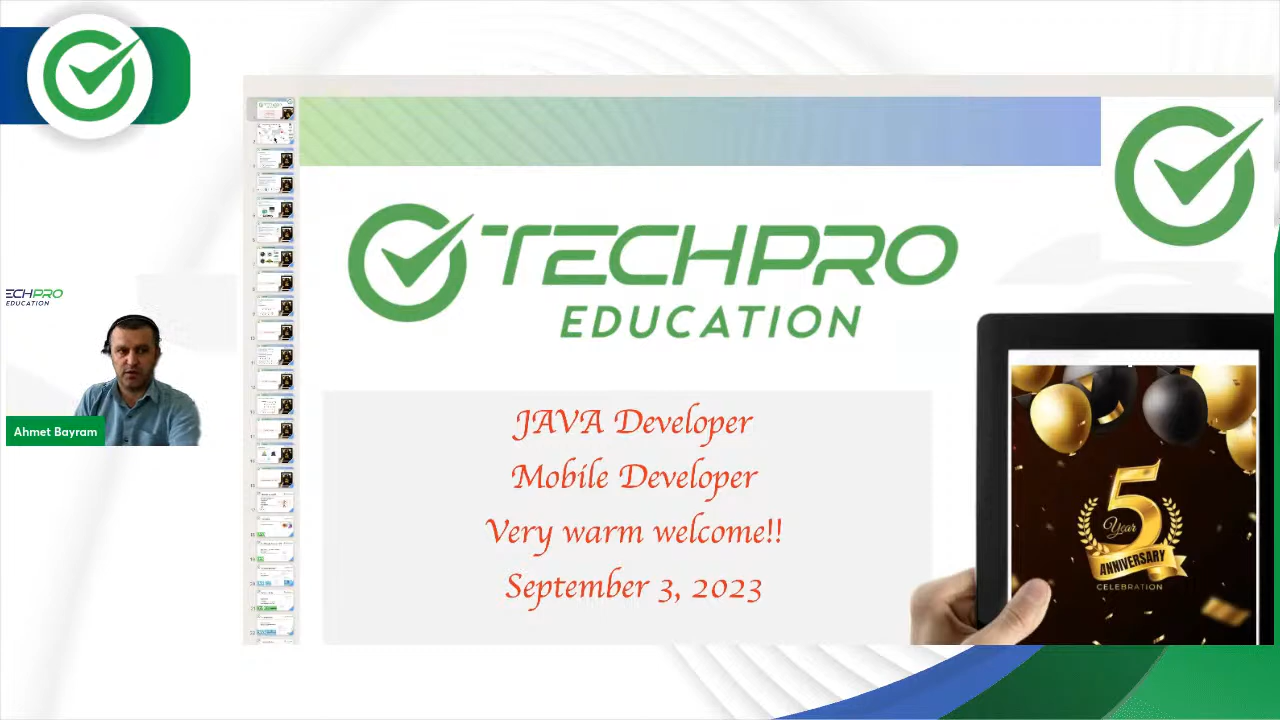 TECHPRO
EDUCATION
JAVA Developer
Mobile Developer
Very warm welcome!!
September 3, 2023
5
Year
ANNIVERSARY
CELEBRATION
ECHPRO
EDUCATION
Ahmet Bayram